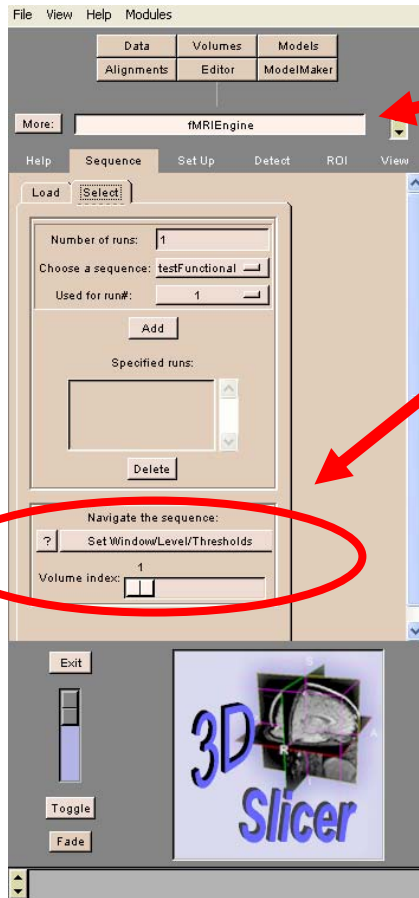 File View Help Modules
Data Volumes Models
Alignments Editor ModelMaker
More: fMRIEngine
Help Sequence Set Up Detect ROI View
Load Select
Number of runs: 1
Choose a sequence: testFunctional
Used for run#: 1
Add
Specified runs:
Delete
Navigate the sequence:
? Set Window/Level/Thresholds
1
Volume index:
Exit
Toggle
Fade
S
A
R
I
3D
Slicer